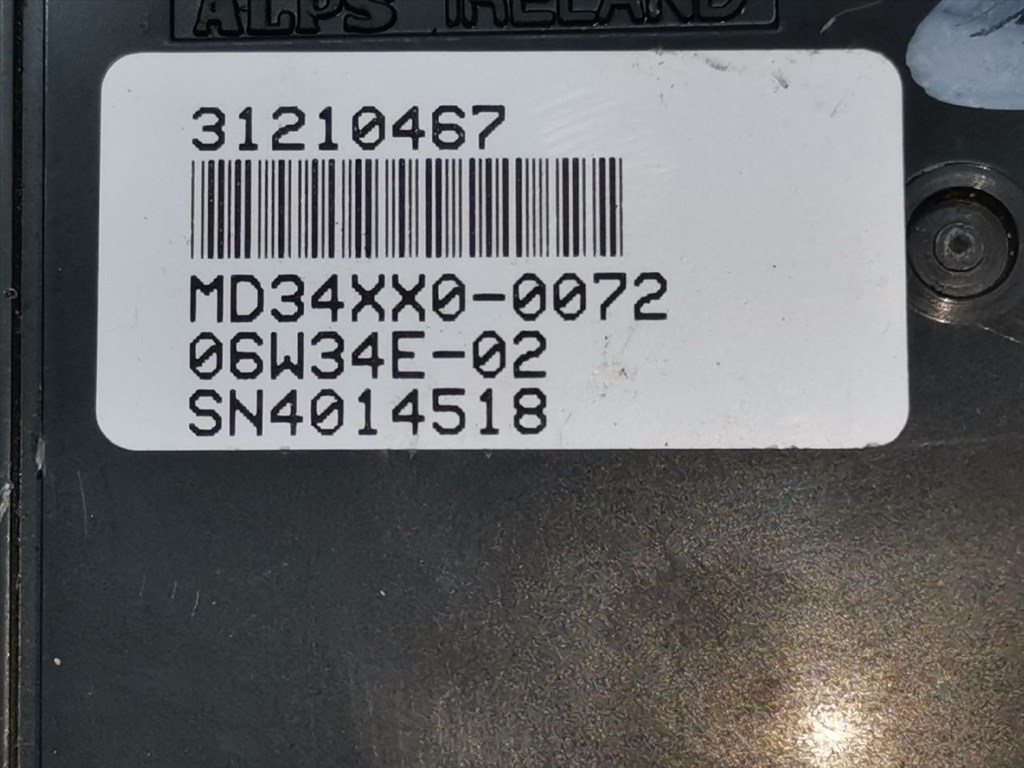 ALPS IRELAND
31210467
MD34XX0-0072
06W34E-02
SN4014518